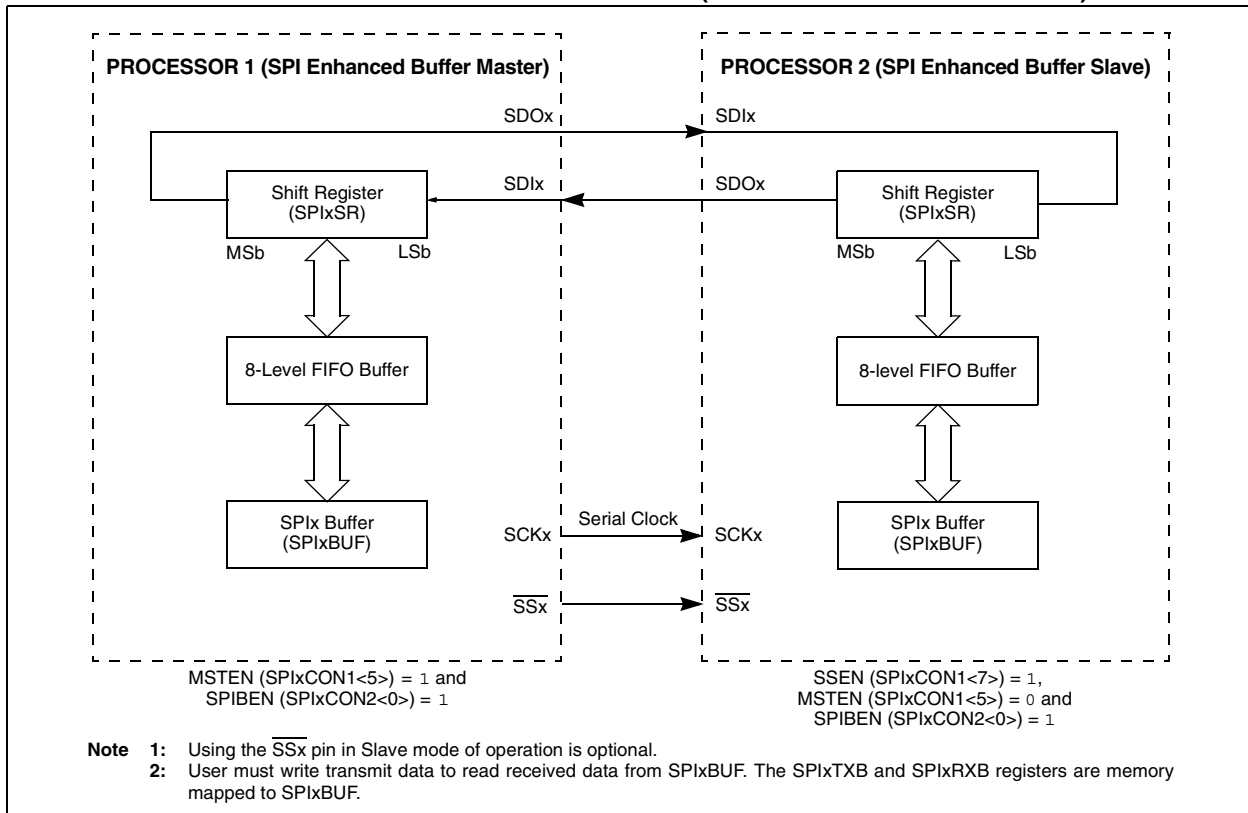 PROCESSOR 1 (SPI Enhanced Buffer Master)
PROCESSOR 2 (SPI Enhanced Buffer Slave)
SDOx
SDIx
SDIx
SDOx
Shift Register
(SPIxSR)
Shift Register
(SPIxSR)
MSb
LSb
MSb
LSb
8-Level FIFO Buffer
8-level FIFO Buffer
SPIx Buffer
(SPIxBUF)
SCKx
Serial Clock
SCKx
SPIx Buffer
(SPIxBUF)
SSx
SSx
MSTEN (SPIxCON1<5>) = 1 and
SPIBEN (SPIxCON2<0>) = 1
SSEN (SPIxCON1<7>) = 1,
MSTEN (SPIxCON1<5>) = 0 and
SPIBEN (SPIxCON2<0>) = 1
Note 1: Using the SSx pin in Slave mode of operation is optional.
2: User must write transmit data to read received data from SPIxBUF. The SPIxTXB and SPIxRXB registers are memory
mapped to SPIxBUF.